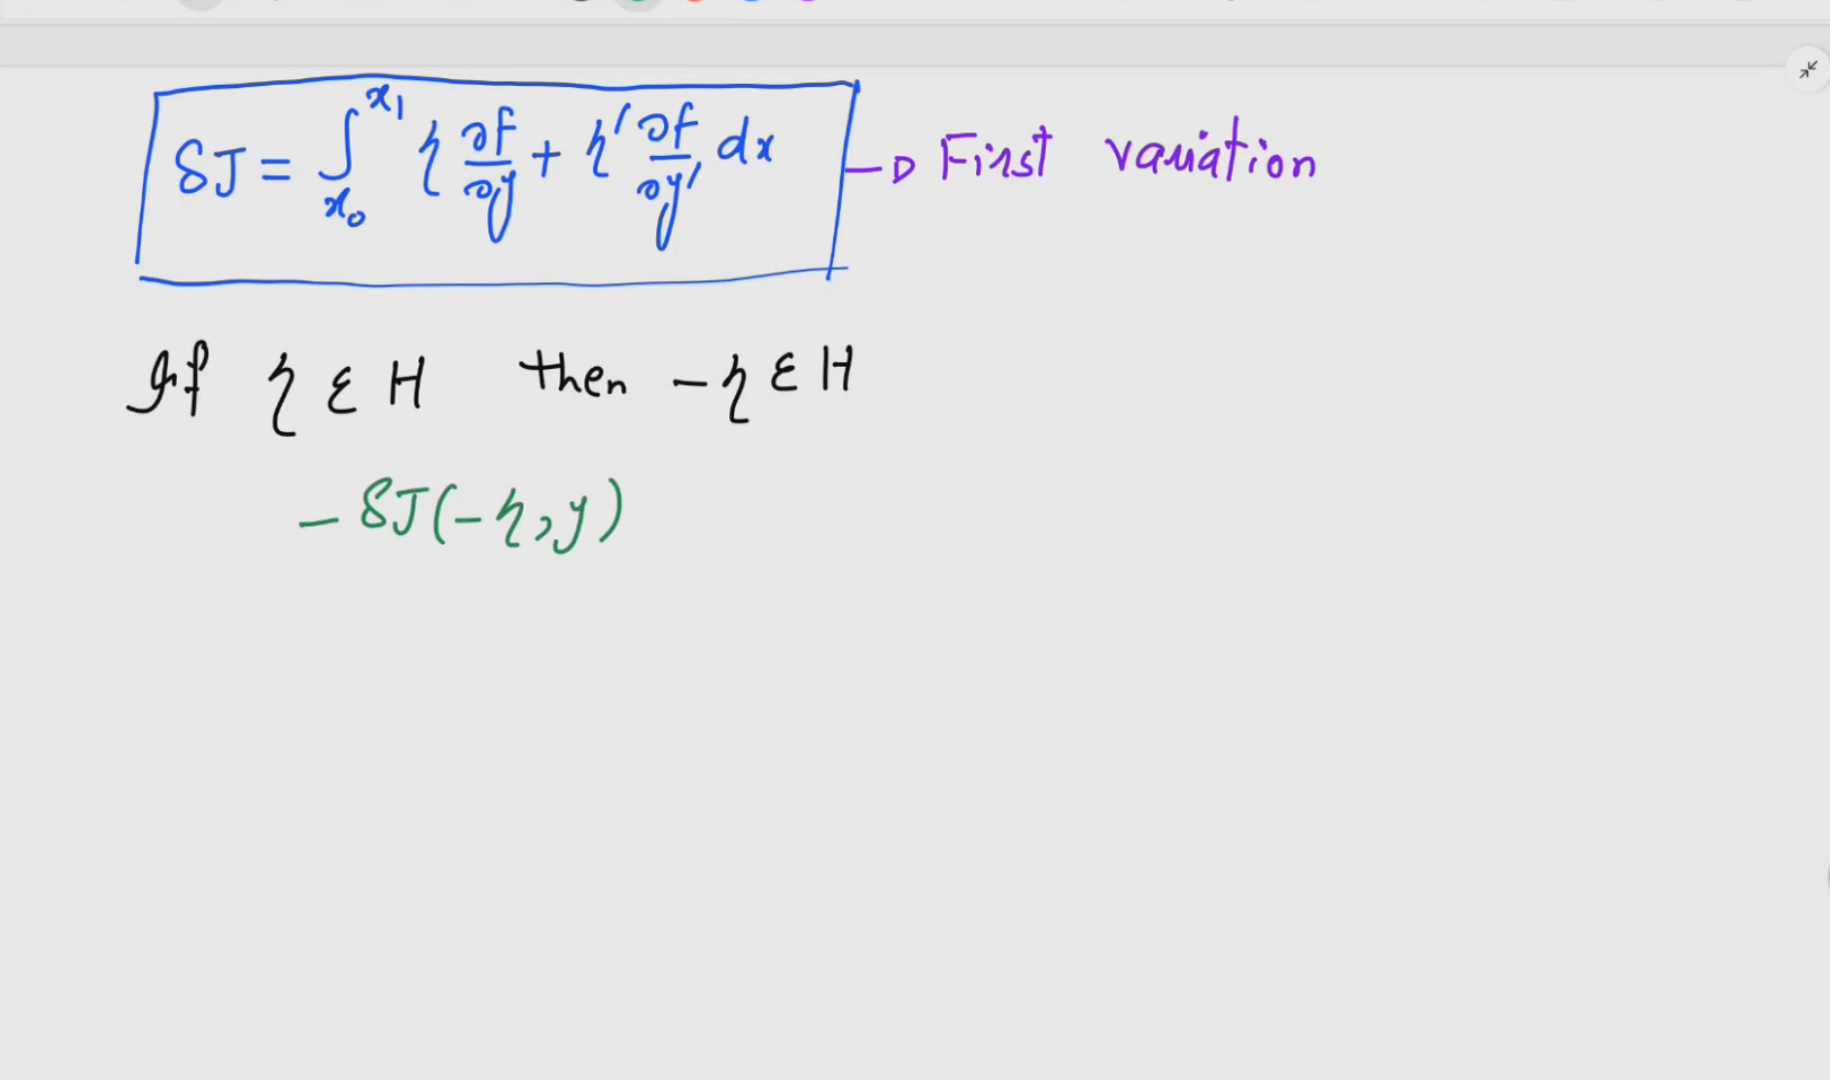 δJ = ∫_{x₀}^{x₁} η ∂f/∂y + η′ ∂f/∂y′ dx → First variation
If η ε H then -η ε H
- δJ(-η, y)